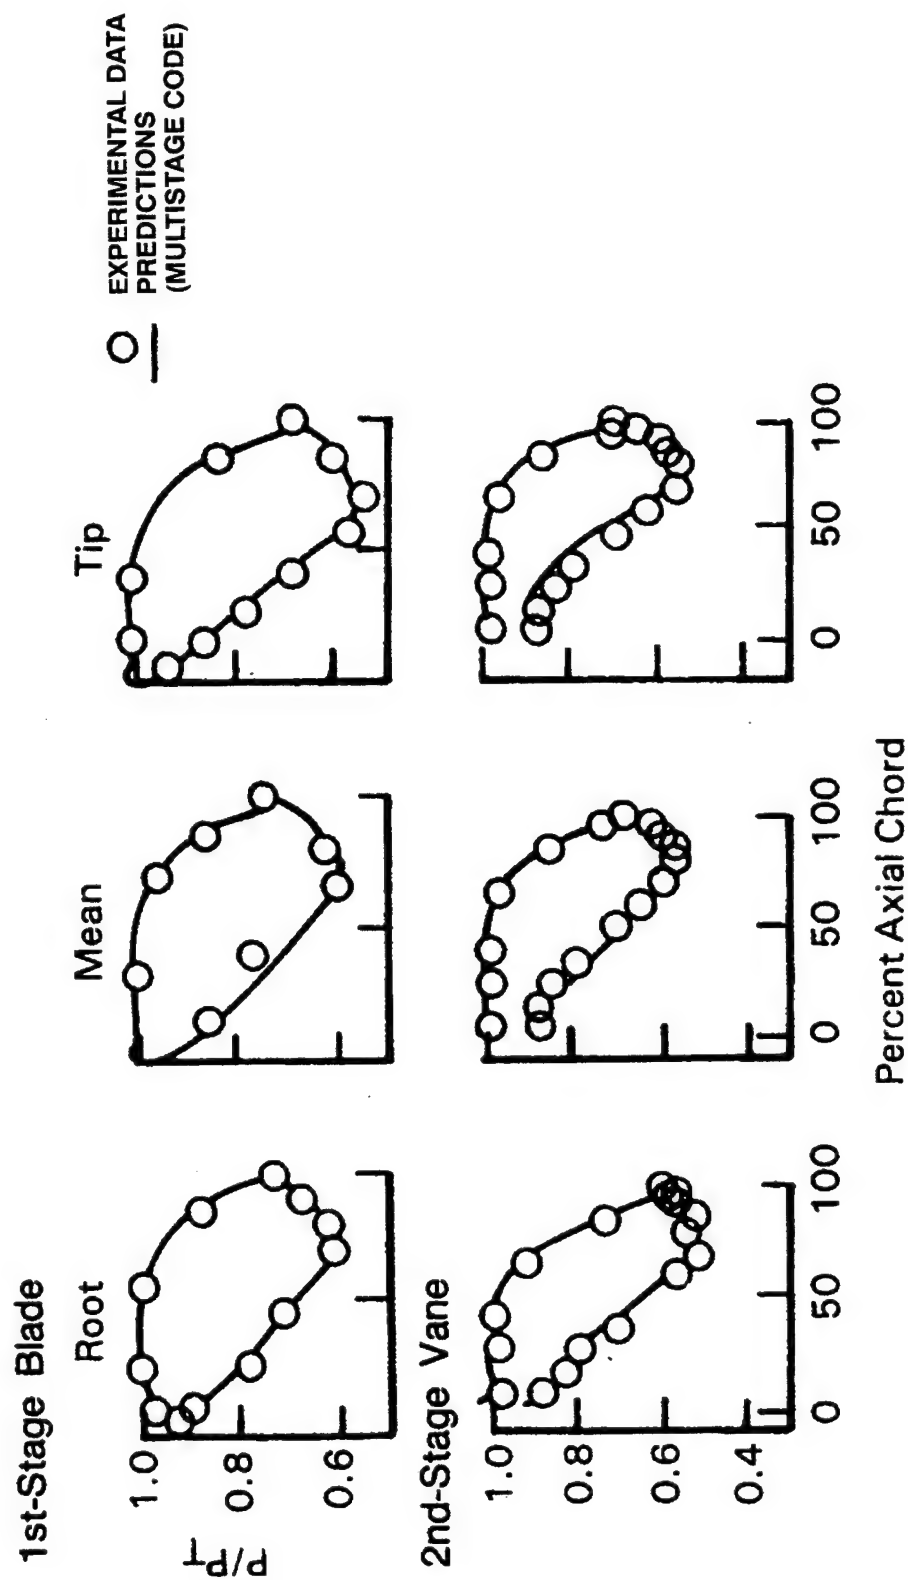 1st-Stage Blade
Root
Mean
Tip
EXPERIMENTAL DATA
PREDICTIONS
(MULTISTAGE CODE)
P/PT
1.0
0.8
0.6
2nd-Stage Vane
1.0
0.8
0.6
0.4
0 50 100
0 50 100
0 50 100
Percent Axial Chord